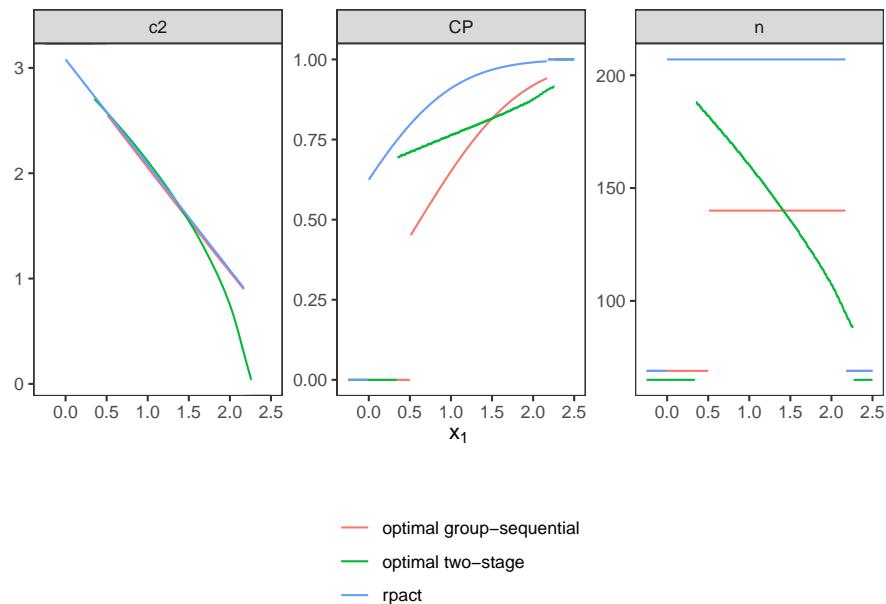 c2
CP
n
3
2
1
0
0.0 0.5 1.0 1.5 2.0 2.5
1.00
0.75
0.50
0.25
0.00
0.0 0.5 1.0 1.5 2.0 2.5
200
150
100
0.0 0.5 1.0 1.5 2.0 2.5
x₁
optimal group−sequential
optimal two−stage
rpact